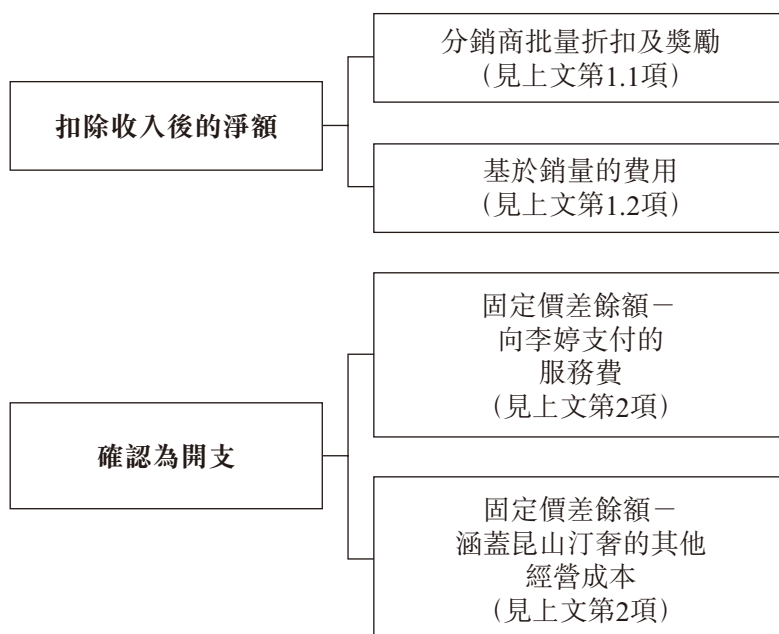 扣除收入後的淨額
分銷商批量折扣及獎勵
（見上文第1.1項）
基於銷量的費用
（見上文第1.2項）
確認為開支
固定價差餘額－
向李婷支付的
服務費
（見上文第2項）
固定價差餘額－
涵蓋昆山汀奢的其他
經營成本
（見上文第2項）